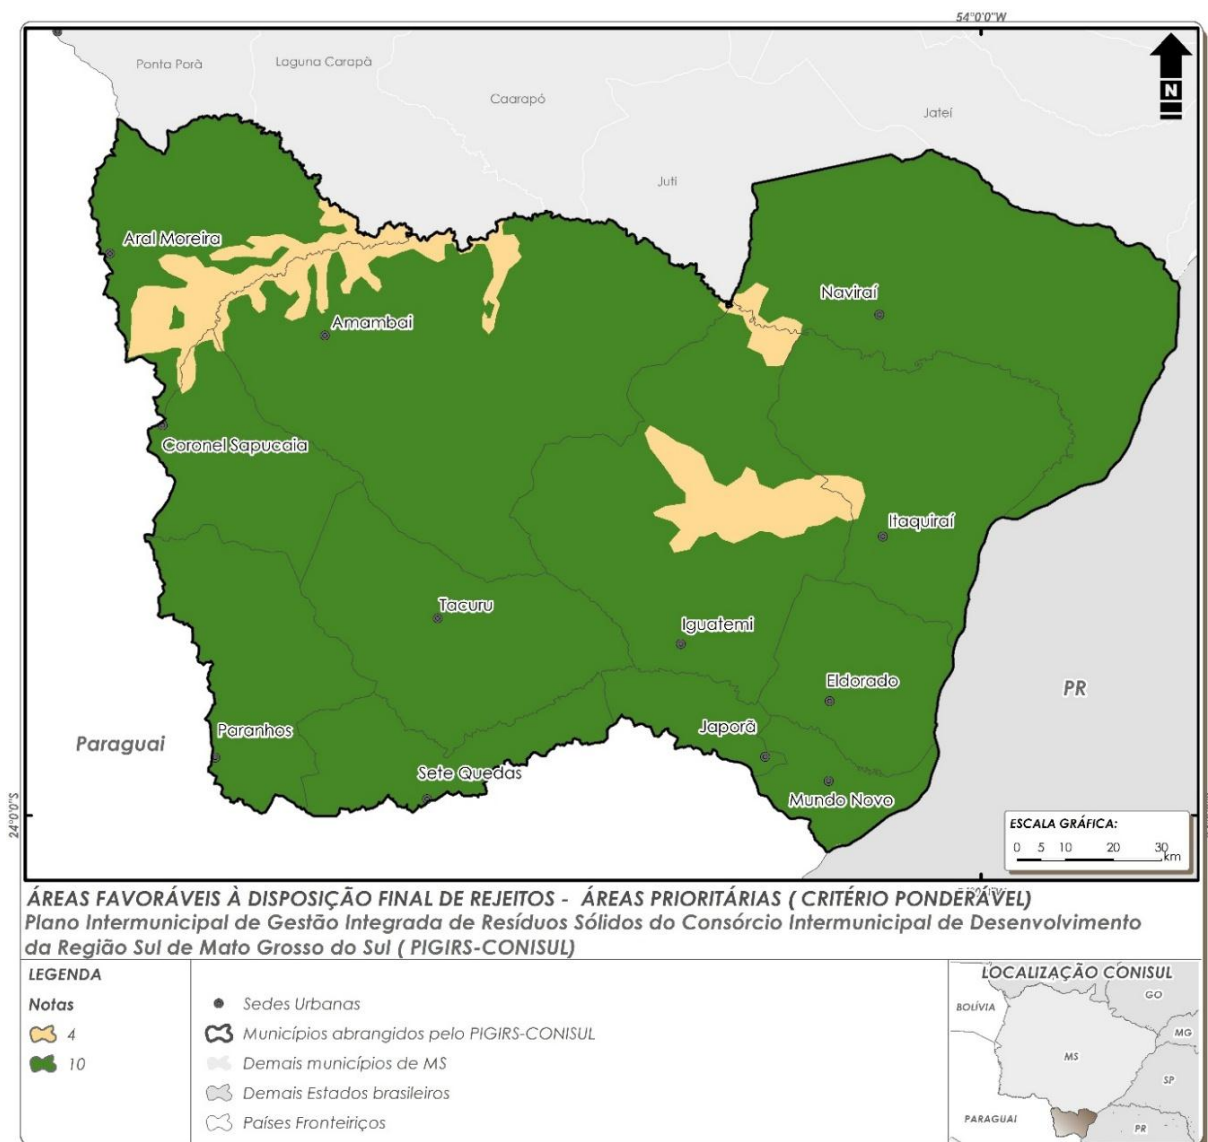 54°0'0"W
Ponta Porã
Laguna Carapã
Caarapó
Jateí
Juti
N
Aral Moreira
Naviraí
Amambai
Coronel Sapucaia
Itaquiraí
Tacuru
Iguatemi
Eldorado
PR
Paraguai
Paranhos
Japorã
Sete Quedas
Mundo Novo
24°0'0"S
ESCALA GRÁFICA:
0 5 10 20 30
km
ÁREAS FAVORÁVEIS À DISPOSIÇÃO FINAL DE REJEITOS - ÁREAS PRIORITÁRIAS ( CRITÉRIO PONDERÁVEL)
Plano Intermunicipal de Gestão Integrada de Resíduos Sólidos do Consórcio Intermunicipal de Desenvolvimento
da Região Sul de Mato Grosso do Sul ( PIGIRS-CONISUL)
LEGENDA
Notas
4
10
Sedes Urbanas
Municípios abrangidos pelo PIGIRS-CONISUL
Demais municípios de MS
Demais Estados brasileiros
Países Fronteiriços
LOCALIZAÇÃO CONISUL
BOLÍVIA
GO
MG
MS
SP
PARAGUAI
PR